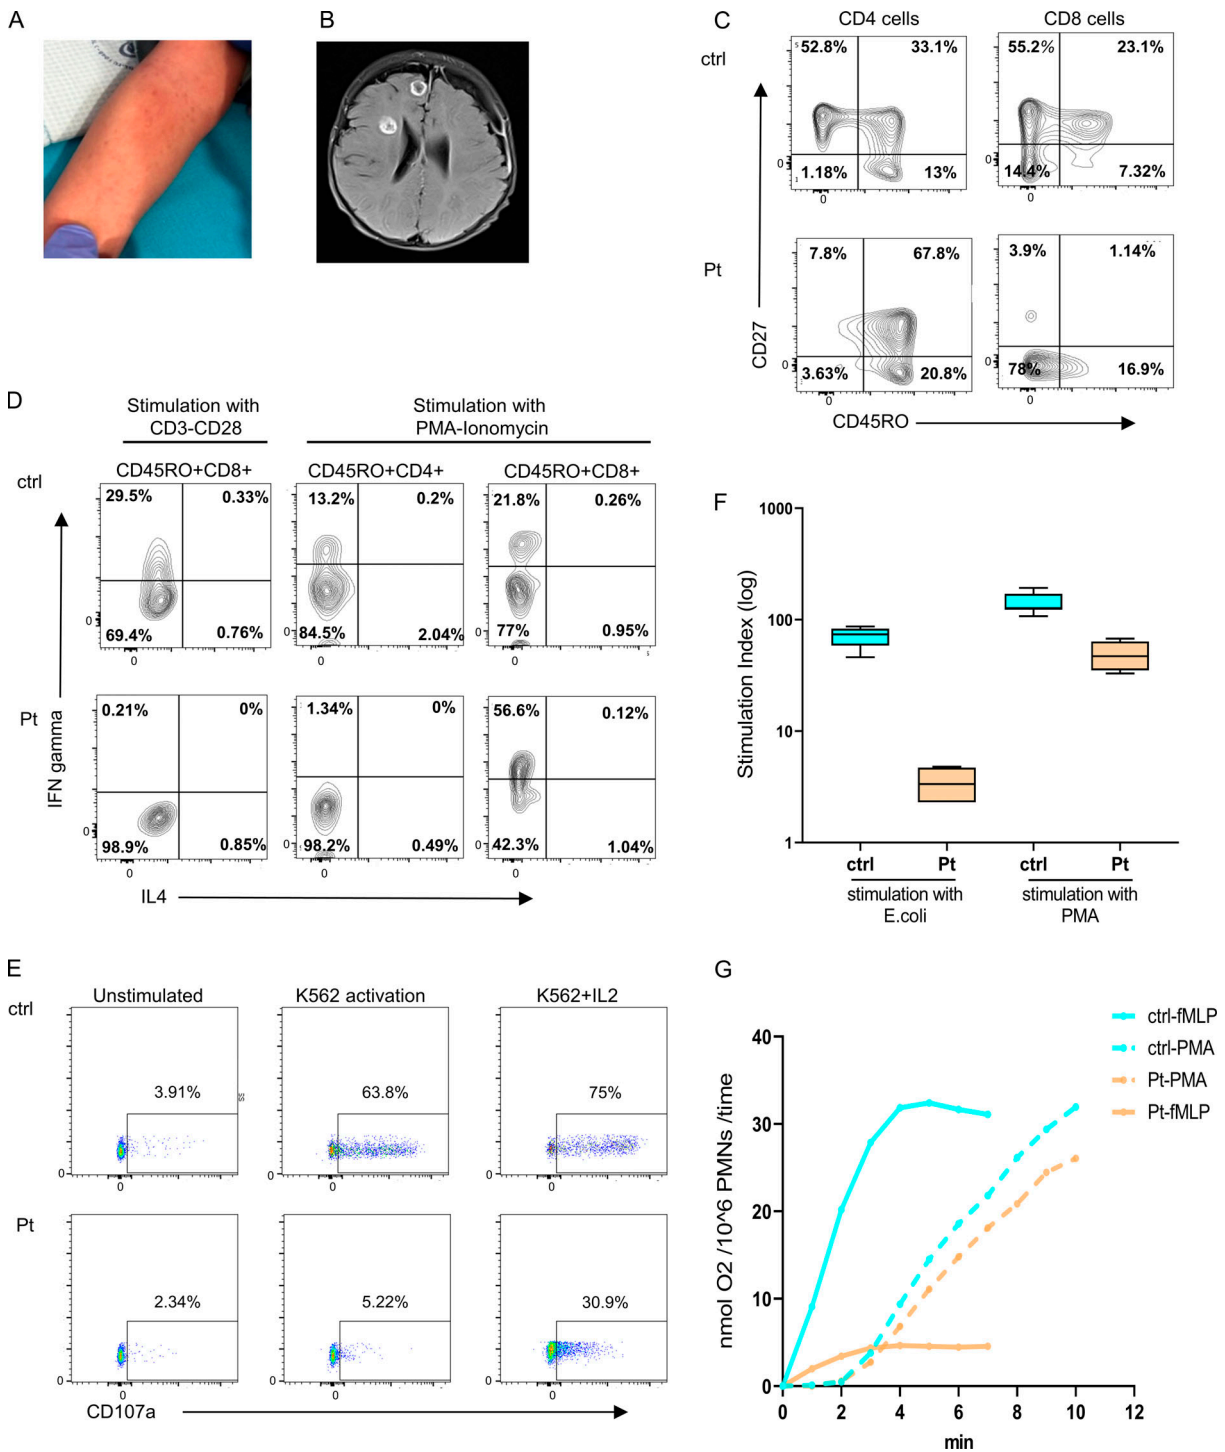 A
B
C
CD4 cells
CD8 cells
ctrl
52.8%
33.1%
55.2%
23.1%
0
0
1.18%
13%
14.4%
7.32%
0
0
Pt
7.8%
67.8%
3.9%
1.14%
0
0
3.63%
20.8%
78%
16.9%
0
0
CD27
CD45RO
D
Stimulation with
CD3-CD28
Stimulation with
PMA-Ionomycin
CD45RO+CD8+
CD45RO+CD4+
CD45RO+CD8+
ctrl
29.5%
0.33%
13.2%
0.2%
21.8%
0.26%
0
0
0
69.4%
0.76%
84.5%
2.04%
77%
0.95%
0
0
0
Pt
0.21%
0%
1.34%
0%
56.6%
0.12%
0
0
0
98.9%
0.85%
98.2%
0.49%
42.3%
1.04%
0
0
0
IFN gamma
IL4
E
Unstimulated
K562 activation
K562+IL2
ctrl
3.91%
63.8%
75%
SS
0
0
0
0
0
0
Pt
2.34%
5.22%
30.9%
0
0
0
0
0
0
CD107a
F
Stimulation Index (log)
1000
100
10
1
ctrl
Pt
ctrl
Pt
stimulation with
E.coli
stimulation with
PMA
G
ctrl-fMLP
ctrl-PMA
Pt-PMA
Pt-fMLP
nmol O2 /10^6 PMNs /time
40
30
20
10
0
0 2 4 6 8 10 12
min